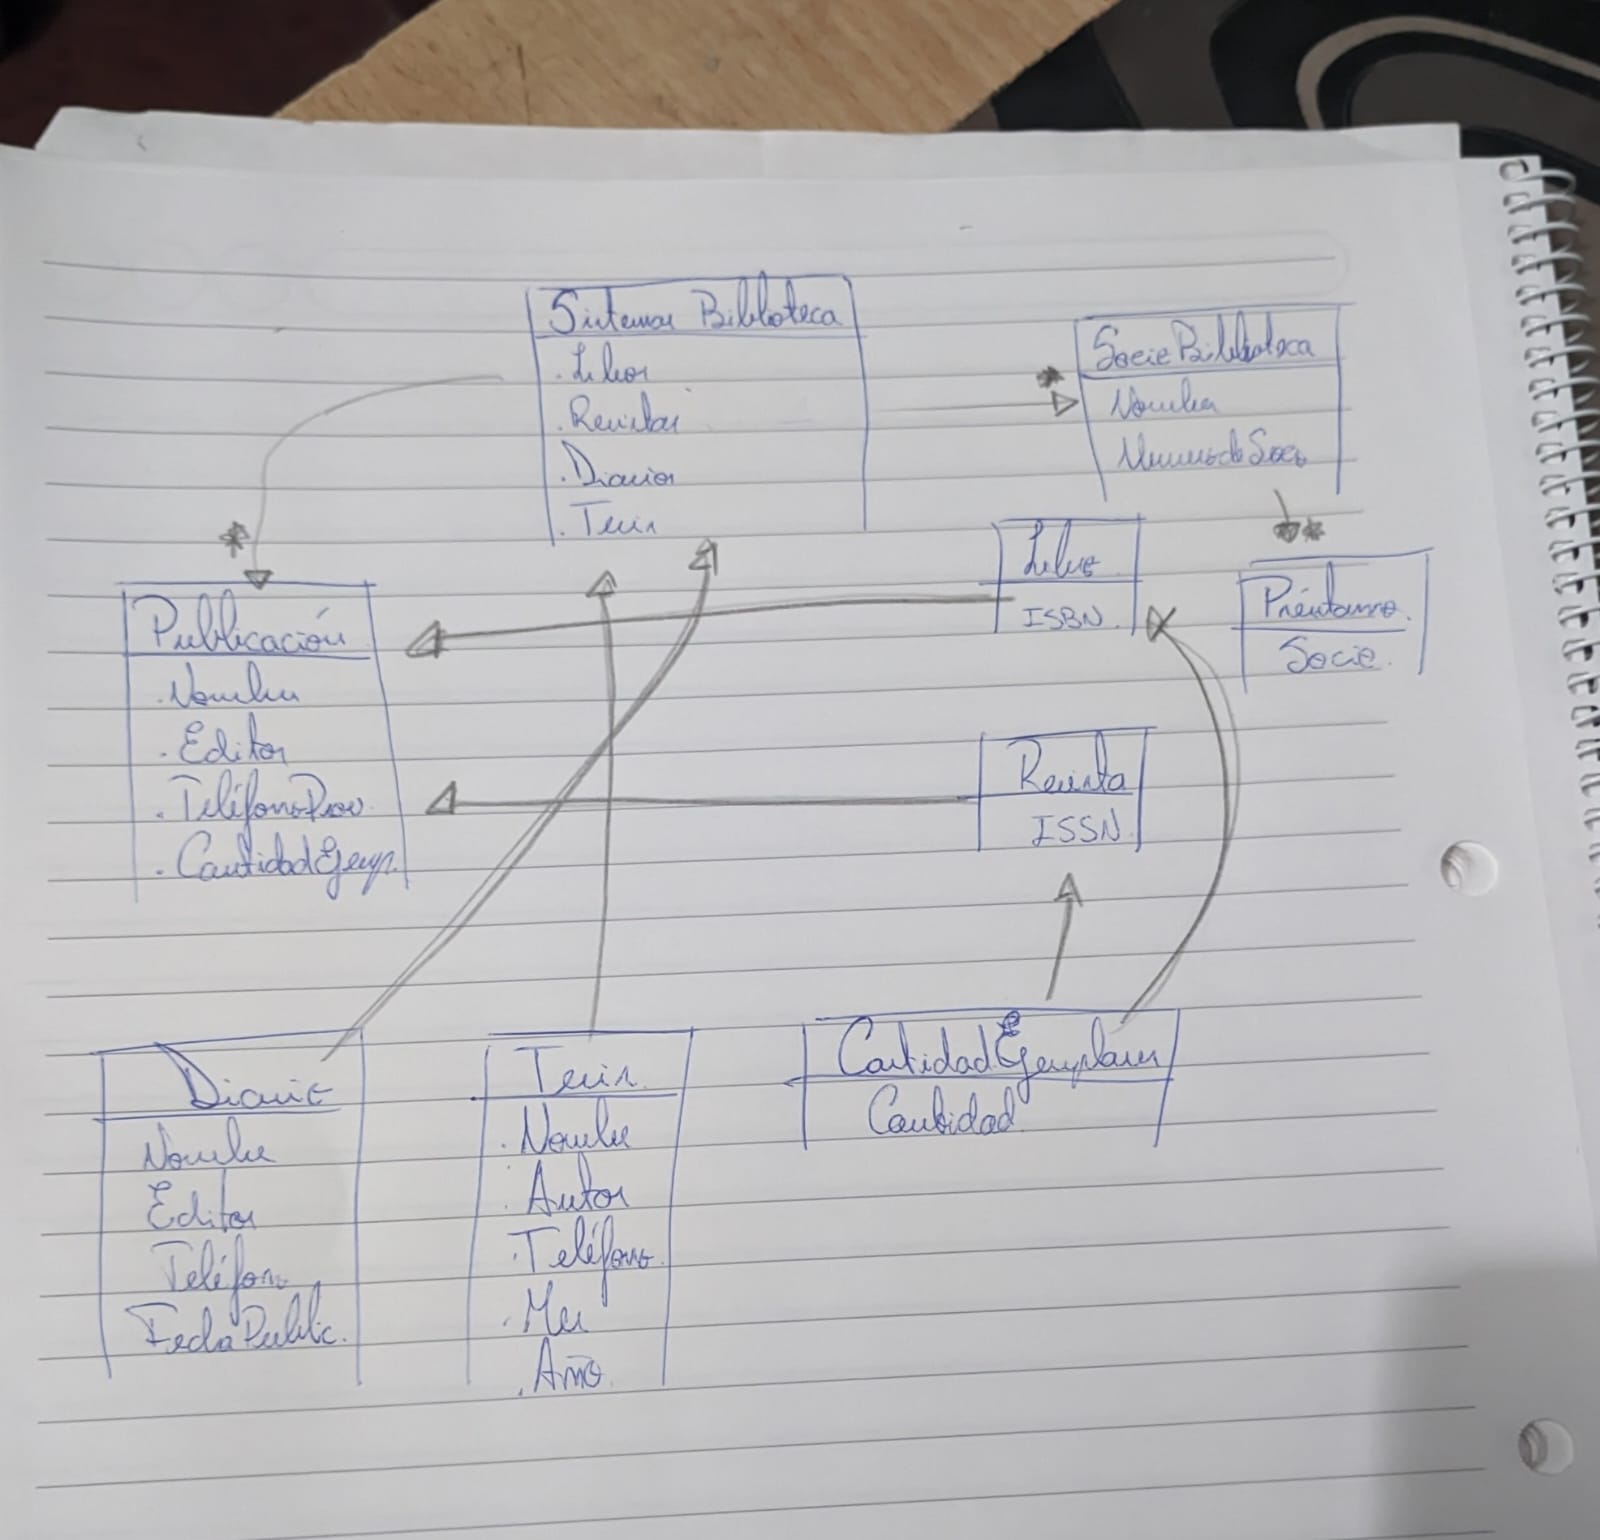 Sistemas Biblioteca
. Libros
. Revistas
. Diarios
. Tesis
Socio Biblioteca
Nombre
Numero de Socio
Libro
ISBN
Préstamo
Socio
Publicación
. Nombre
. Editor
. Teléfono Prov.
. Cantidad Ejemp.
Revista
ISSN
Diario
Nombre
Editor
Teléfono
Fecha Public.
Tesis
. Nombre
. Autor
. Teléfono
. Mes
. Año
Cantidad Ejemplares
Cantidad